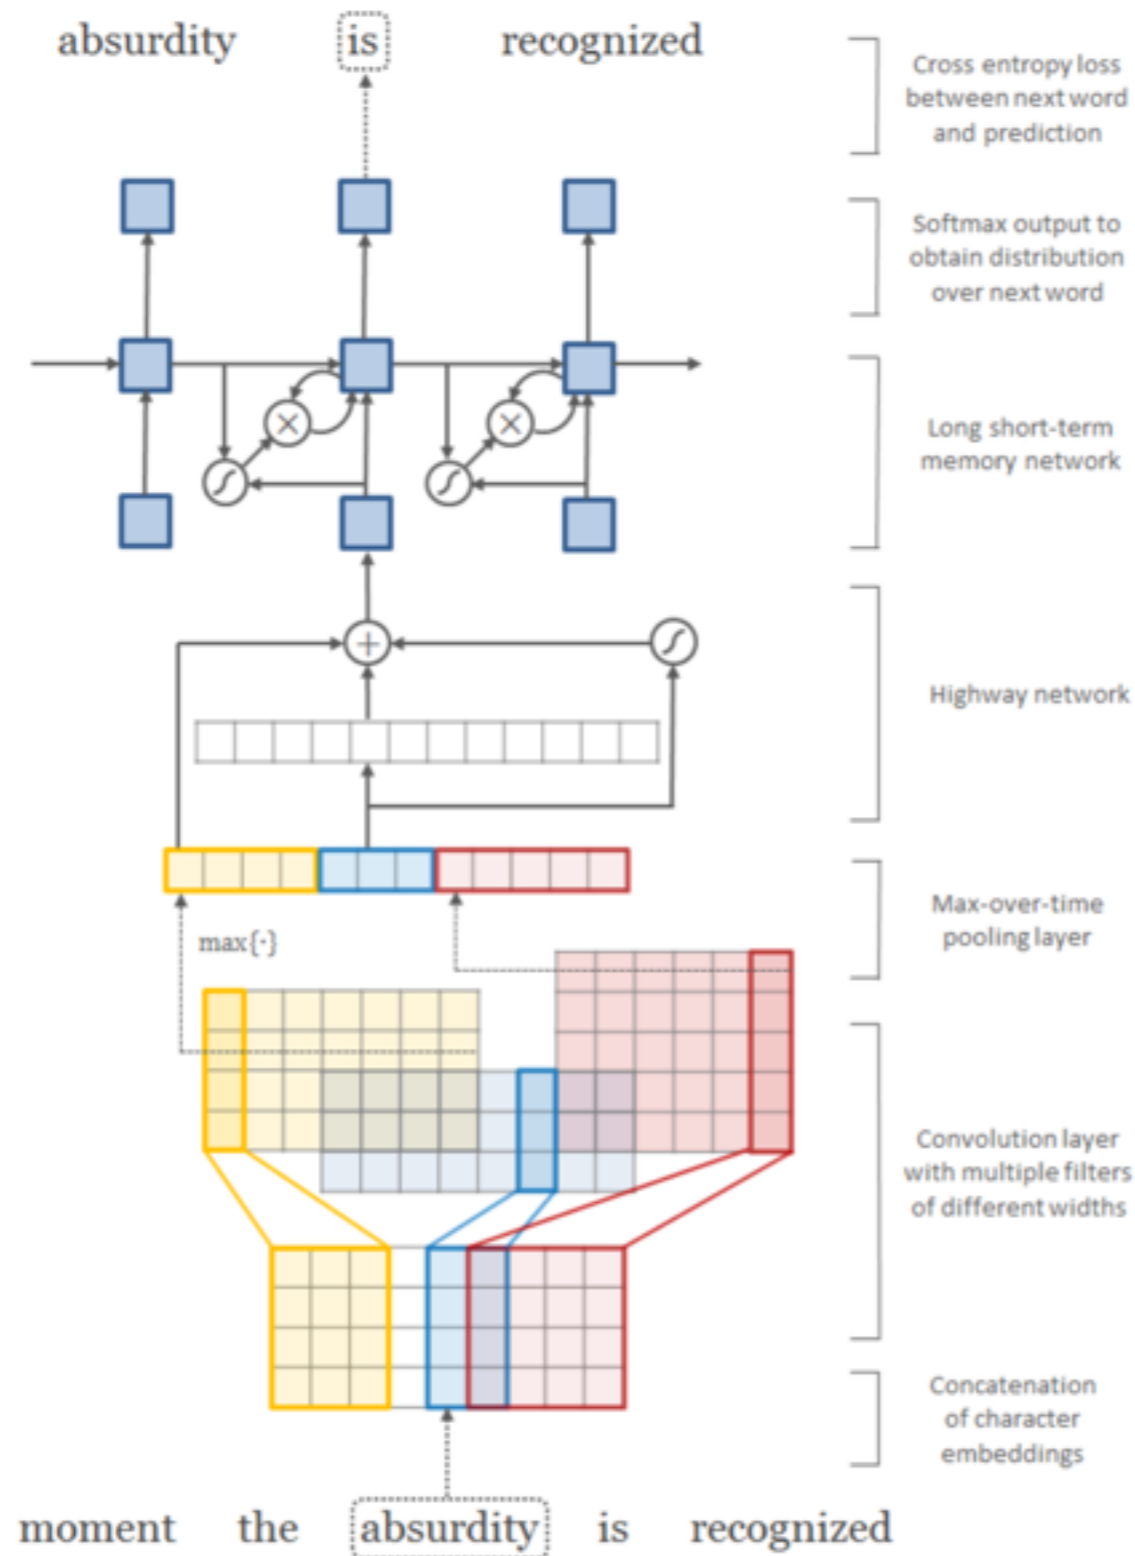 absurdity is recognized
Cross entropy loss
between next word
and prediction
Softmax output to
obtain distribution
over next word
Long short-term
memory network
Highway network
Max-over-time
pooling layer
max{·}
Convolution layer
with multiple filters
of different widths
Concatenation
of character
embeddings
moment the absurdity is recognized